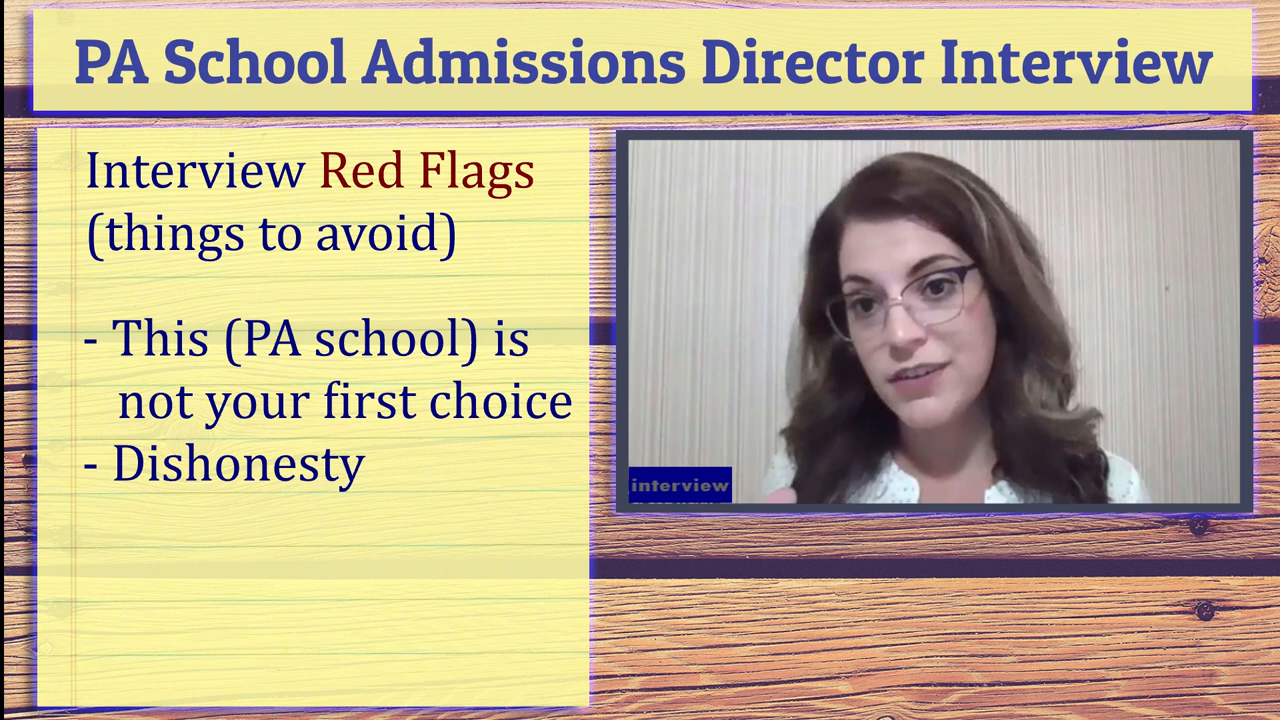 PA School Admissions Director Interview
Interview Red Flags
(things to avoid)
- This (PA school) is
not your first choice
- Dishonesty
interview